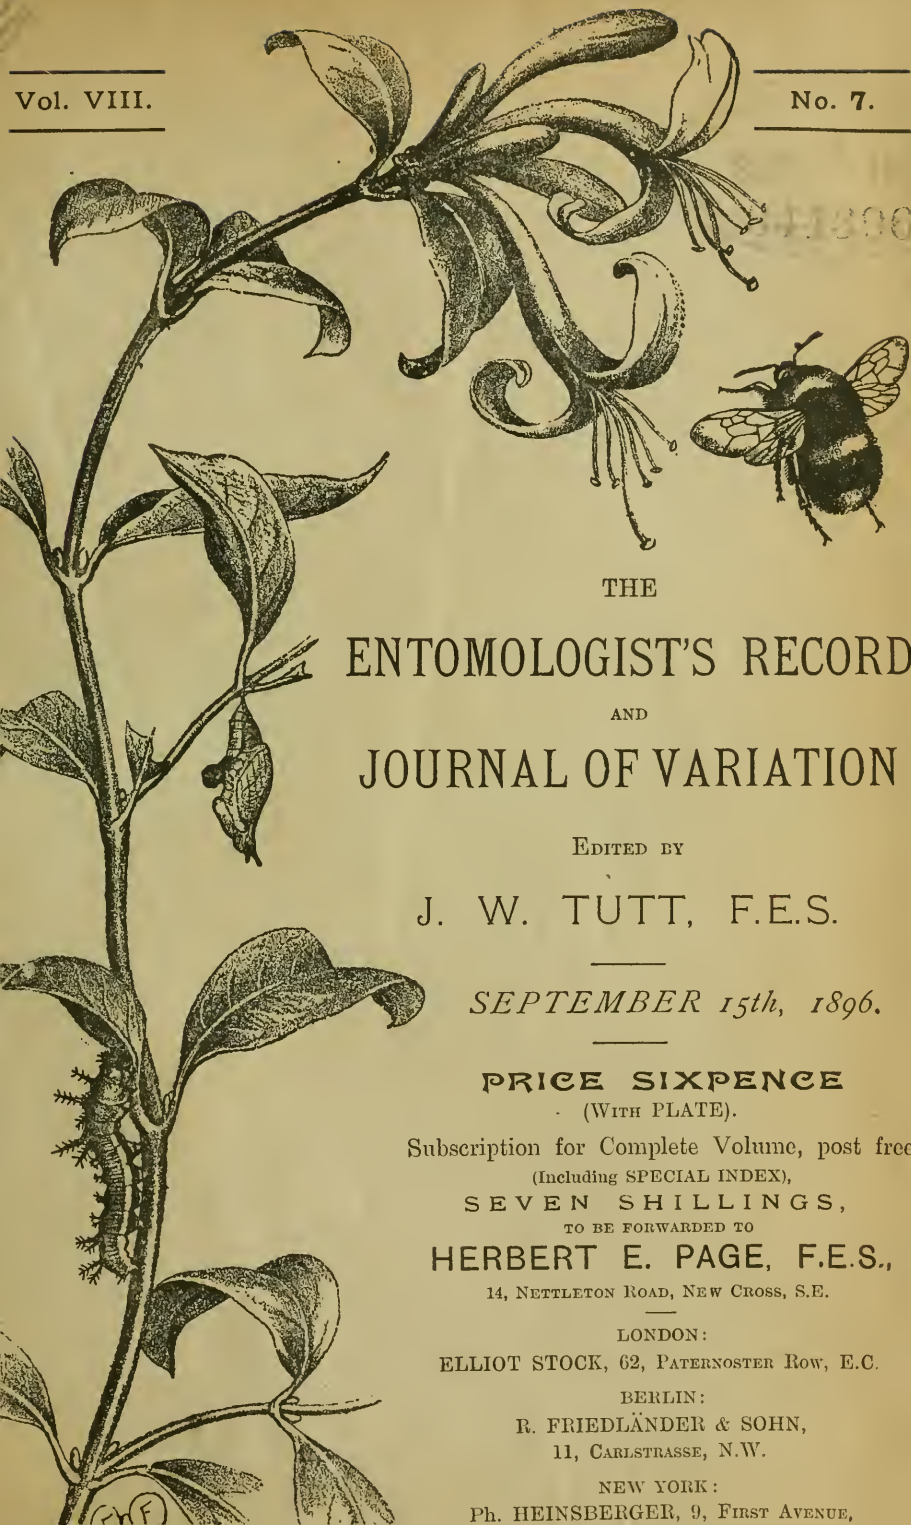 Vol. VIII.
No. 7.
THE
ENTOMOLOGIST'S RECORD
AND
JOURNAL OF VARIATION
EDITED BY
J. W. TUTT, F.E.S.
SEPTEMBER 15th, 1896.
PRICE SIXPENCE
(WITH PLATE).
Subscription for Complete Volume, post free
(Including SPECIAL INDEX),
SEVEN SHILLINGS,
TO BE FORWARDED TO
HERBERT E. PAGE, F.E.S.,
14, NETTLETON ROAD, NEW CROSS, S.E.
LONDON:
ELLIOT STOCK, 62, PATERNOSTER ROW, E.C.
BERLIN:
R. FRIEDLÄNDER & SOHN,
11, CARLSTRASSE, N.W.
NEW YORK:
Ph. HEINSBERGER, 9, FIRST AVENUE,